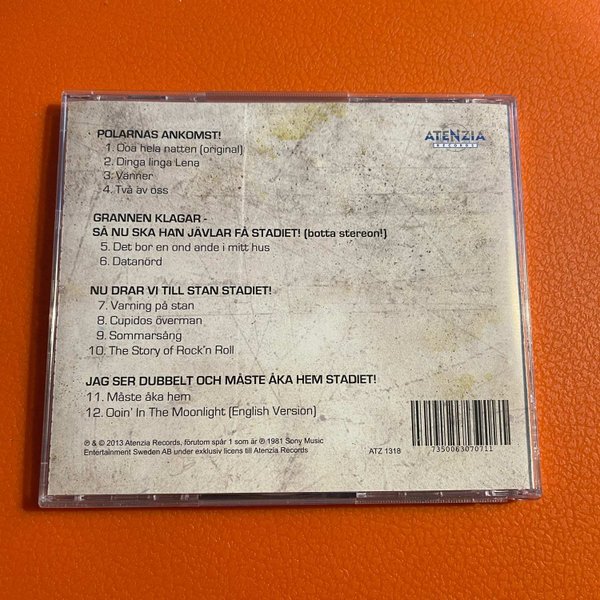 POLARNAS ANKOMST!
1. Ooa hela natten (original)
2. Dinga linga Lena
3. Vänner
4. Två av oss
ATENZIA
RECORDS
GRANNEN KLAGAR -
SÅ NU SKA HAN JÄVLAR FÅ STADIET! (botta stereon!)
5. Det bor en ond ande i mitt hus
6. Datanörd
NU DRAR VI TILL STAN STADIET!
7. Varning på stan
8. Cupidos överman
9. Sommarsång
10. The Story of Rock'n Roll
JAG SER DUBBELT OCH MÅSTE ÅKA HEM STADIET!
11. Måste åka hem
12. Ooin' In The Moonlight (English Version)
℗ & © 2013 Atenzia Records, förutom spår 1 som är ℗ 1981 Sony Music
Entertainment Sweden AB under exklusiv licens till Atenzia Records
ATZ 1318
7350063070711